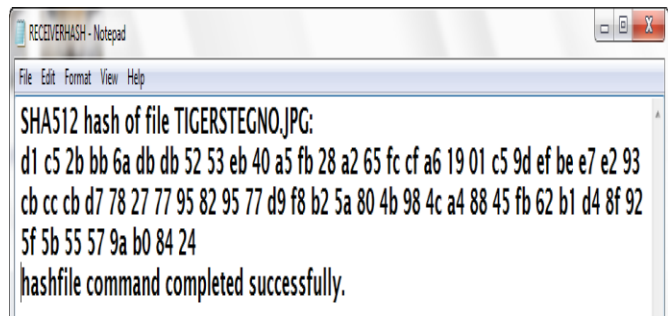 RECEIVERHASH - Notepad
File Edit Format View Help
SHA512 hash of file TIGERSTEGNO.JPG:
d1 c5 2b bb 6a db db 52 53 eb 40 a5 fb 28 a2 65 fc cf a6 19 01 c5 9d ef be e7 e2 93
cb cc cb d7 78 27 77 95 82 95 77 d9 f8 b2 5a 80 4b 98 4c a4 88 45 fb 62 b1 d4 8f 92
5f 5b 55 57 9a b0 84 24
hashfile command completed successfully.